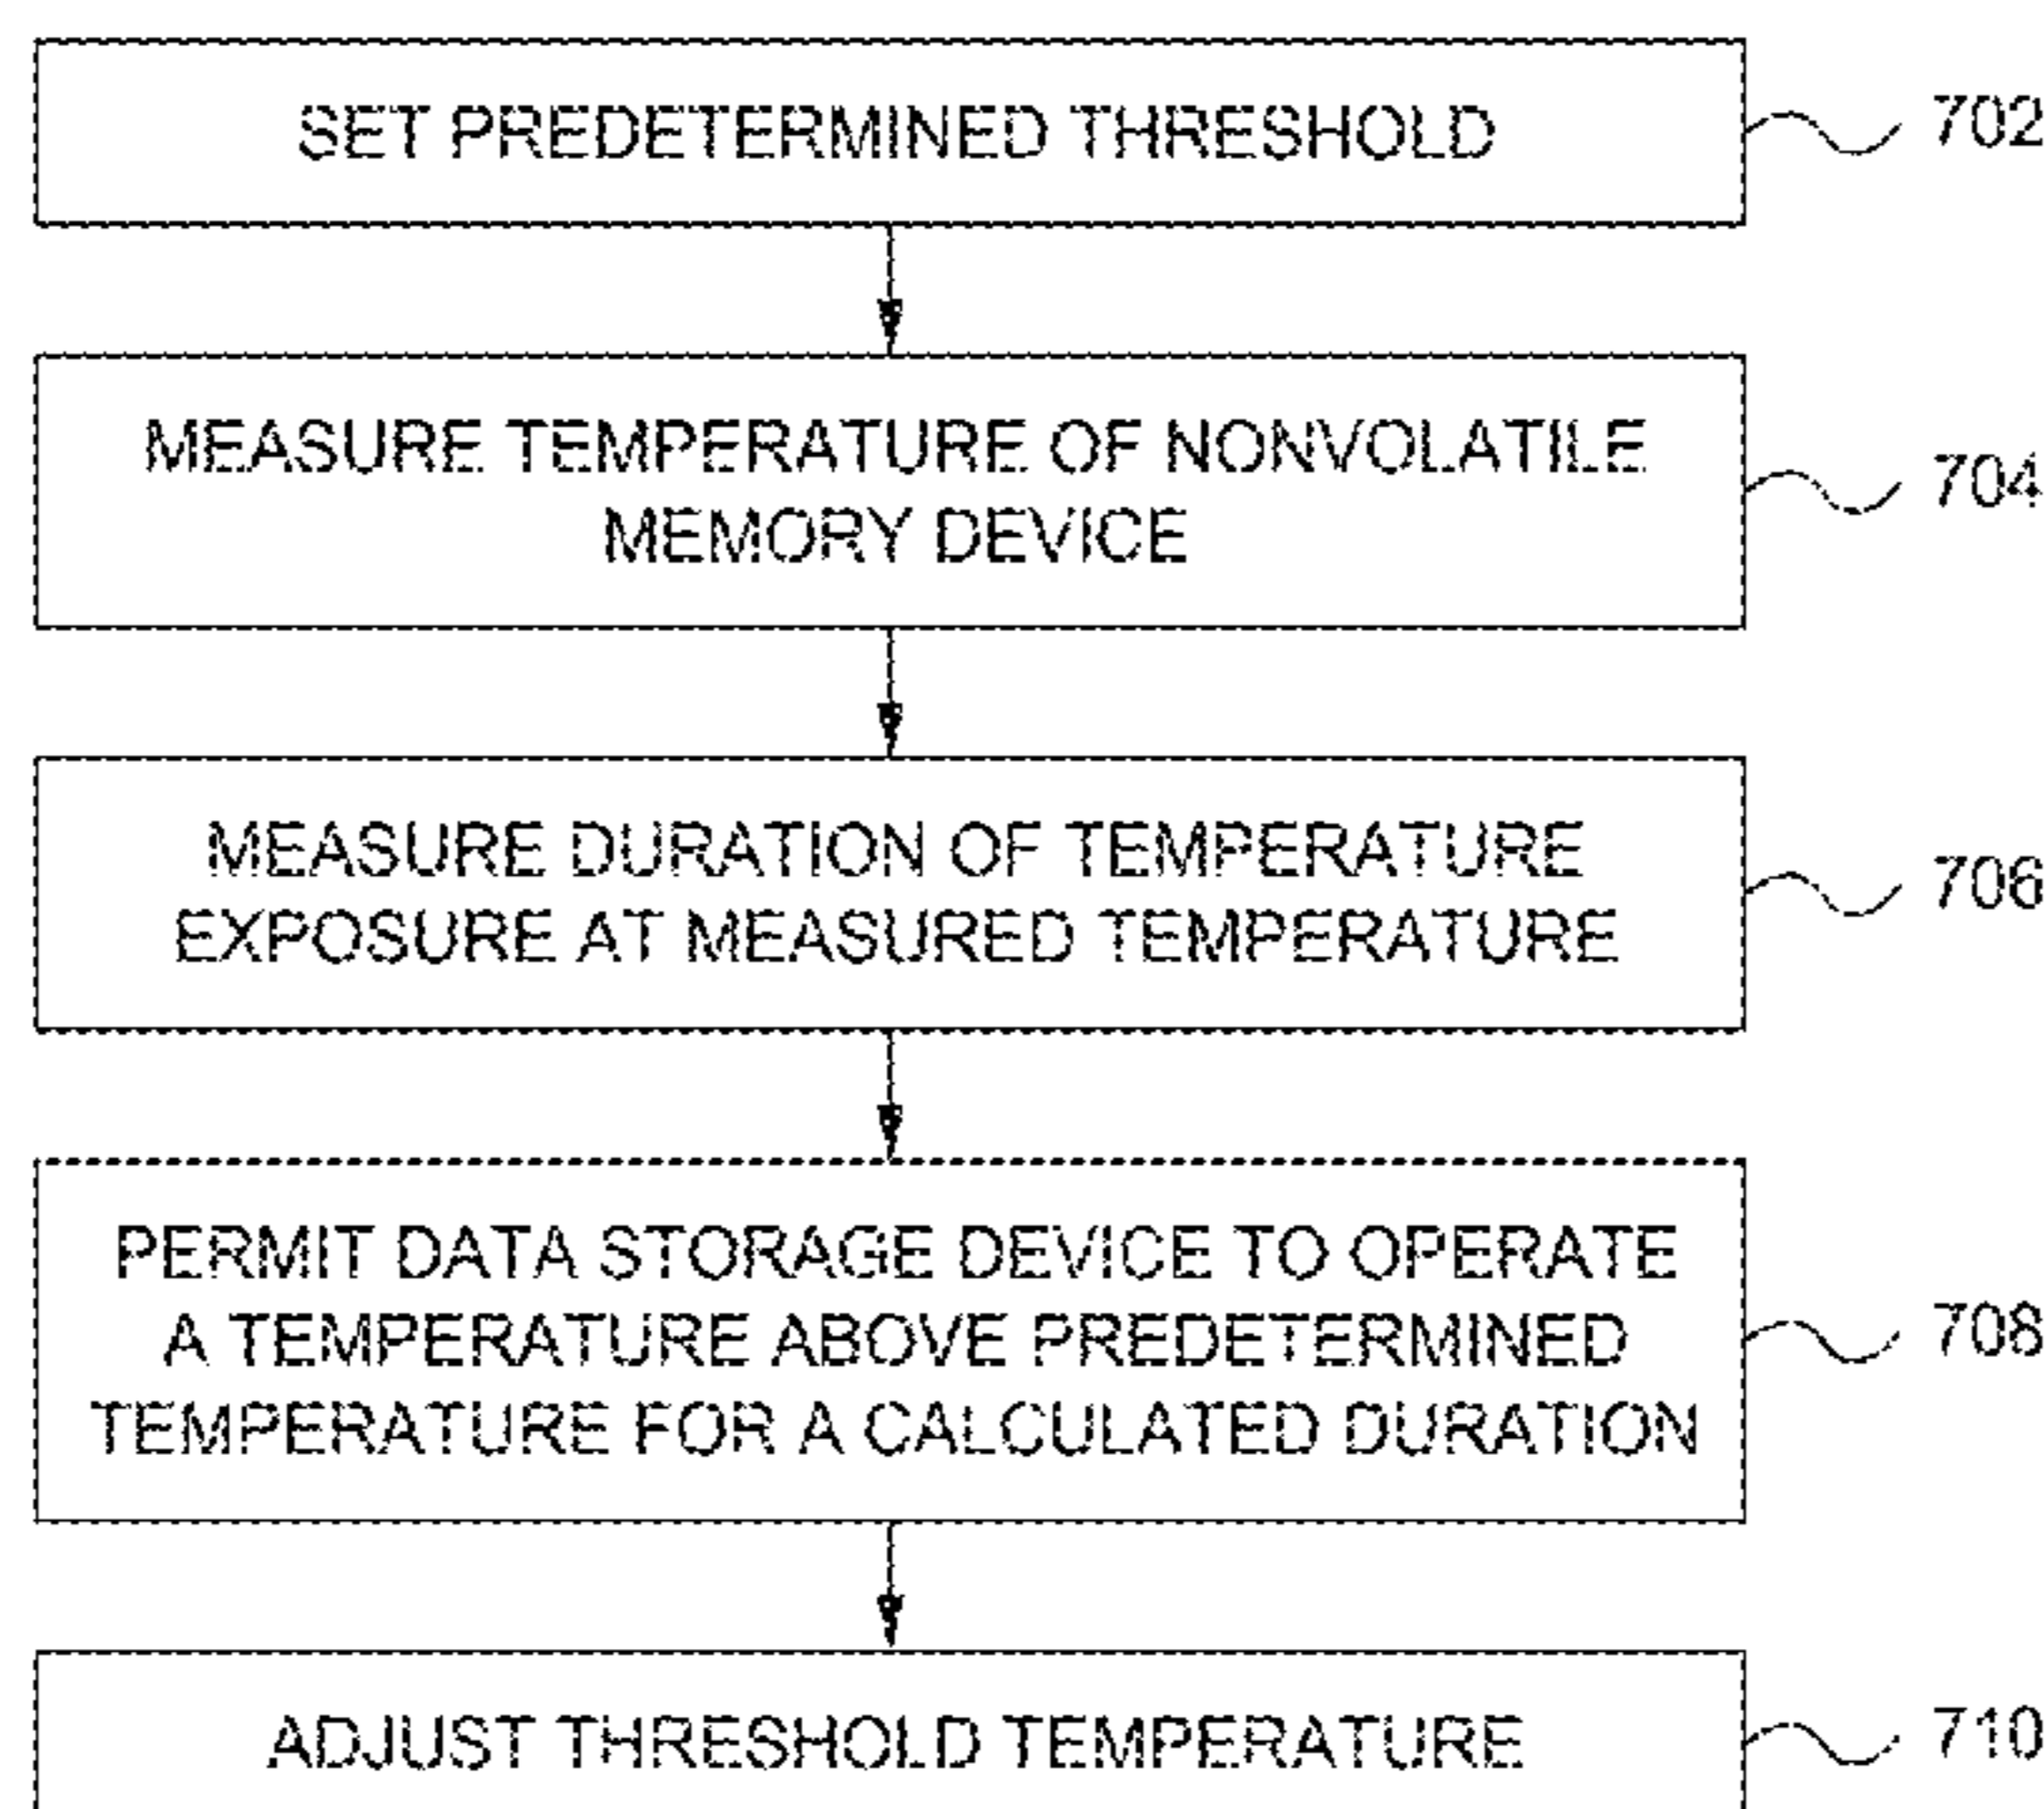 SET PREDETERMINED THRESHOLD
702
MEASURE TEMPERATURE OF NONVOLATILE
MEMORY DEVICE
704
MEASURE DURATION OF TEMPERATURE
EXPOSURE AT MEASURED TEMPERATURE
706
PERMIT DATA STORAGE DEVICE TO OPERATE
A TEMPERATURE ABOVE PREDETERMINED
TEMPERATURE FOR A CALCULATED DURATION
708
ADJUST THRESHOLD TEMPERATURE
710